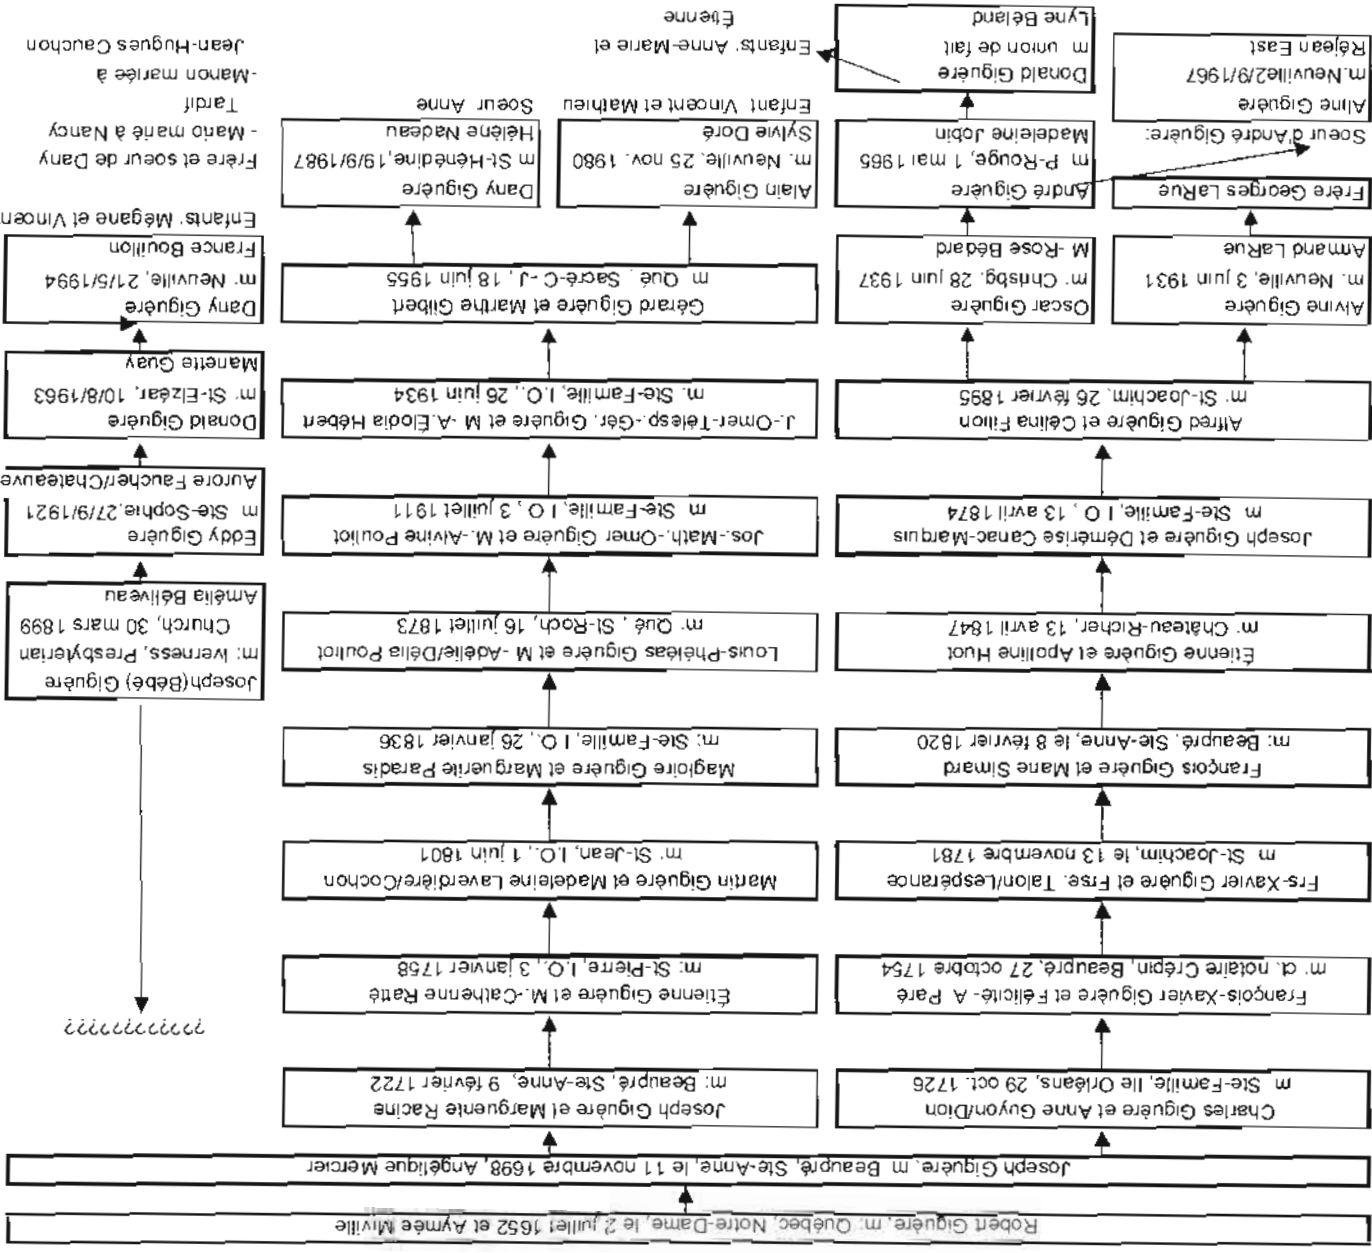 Robert Giguère, m: Québec, Notre-Dame, le 2 juillet 1652 et Aymée Miville
Joseph Giguère, m Beaupré, Ste-Anne, le 11 novembre 1698, Angélique Mercier
Charles Giguère et Anne Guyon/Dion
m Ste-Famille, Ile Orléans, 29 oct. 1726
François-Xavier Giguère et Félicité- A Paré
m: ct. notaire Crépin, Beaupré, 27 octobre 1754
Frs-Xavier Giguère et Frse. Talon/Lespérance
m St-Joachim, le 13 novembre 1781
François Giguère et Marie Simard
m: Beaupré, Ste-Anne, le 8 février 1820
Étienne Giguère et Apolline Huot
m: Château-Richer, 13 avril 1847
Joseph Giguère et Démérise Canac-Marquis
m Ste-Famille, I O , 13 avril 1874
Alfred Giguère et Célina Filion
m: St-Joachim, 26 février 1895
Alvine Giguère
m. Neuville, 3 juin 1931
Armand LaRue
Frère Georges LaRue
Soeur d'André Giguère:
Aline Giguère
m.Neuville2/9/1967
Réjean East
Oscar Giguère
m: Chrisbg. 28 juin 1937
M-Rose Bédard
André Giguère
m P-Rouge, 1 mai 1965
Madeleine Jobin
Donald Giguère
m union de fait
Lyne Béland
Enfants: Anne-Marie et
Étienne
Joseph Giguère et Marguerite Racine
m: Beaupré, Ste-Anne, 9 février 1722
Étienne Giguère et M.-Catherine Ratté
m: St-Pierre, I.O., 3 janvier 1758
Martin Giguère et Madeleine Laverdière/Cochon
m: St-Jean, I.O., 1 juin 1801
Magloire Giguère et Marguerite Paradis
m: Ste-Famille, I O., 26 janvier 1836
Louis-Phéléas Giguère et M -Adélie/Délia Pouliot
m: Qué , St-Roch, 16 juillet 1873
Jos.-Math.-Omer Giguère et M.-Alvine Pouliot
m Ste-Famille, I O , 3 juillet 1911
J.-Omer-Télesp.-Gér. Giguère et M -A.Élodia Hébert
m. Ste-Famille, I.O., 26 juin 1934
Gérard Giguère et Marthe Gilbert
m Qué , Sacré-C -J , 18 juin 1955
Alain Giguère
m. Neuville, 25 nov. 1980
Sylvie Doré
Enfant Vincent et Mathieu
Dany Giguère
m St-Hénédine,19/9/1987
Hélène Nadeau
Soeur Anne
????????????
Joseph(Bébé) Giguère
m: Iverness, Presbyterian
Church, 30 mars 1899
Amélia Béliveau
Eddy Giguère
m Ste-Sophie,27/9/1921
Aurore Faucher/Chateauve
Donald Giguère
m: St-Elzéar, 10/8/1963
Mariette Guay
Dany Giguère
m: Neuville, 21/5/1994
France Bouillon
Enfants: Mégane et Vincen
Frère et soeur de Dany
- Mario marié à Nancy
Tardif
-Manon mariée à
Jean-Hugues Cauchon